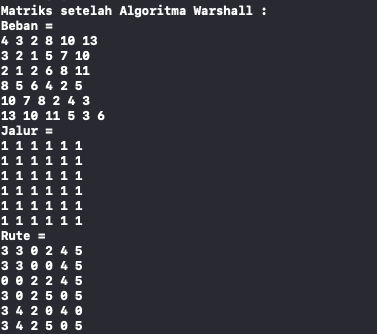 Matriks setelah Algoritma Warshall :
Beban =
4 3 2 8 10 13
3 2 1 5 7 10
2 1 2 6 8 11
8 5 6 4 2 5
10 7 8 2 4 3
13 10 11 5 3 6
Jalur =
1 1 1 1 1 1
1 1 1 1 1 1
1 1 1 1 1 1
1 1 1 1 1 1
1 1 1 1 1 1
1 1 1 1 1 1
Rute =
3 3 0 2 4 5
3 3 0 0 4 5
0 0 2 2 4 5
3 0 2 5 0 5
3 4 2 0 4 0
3 4 2 5 0 5